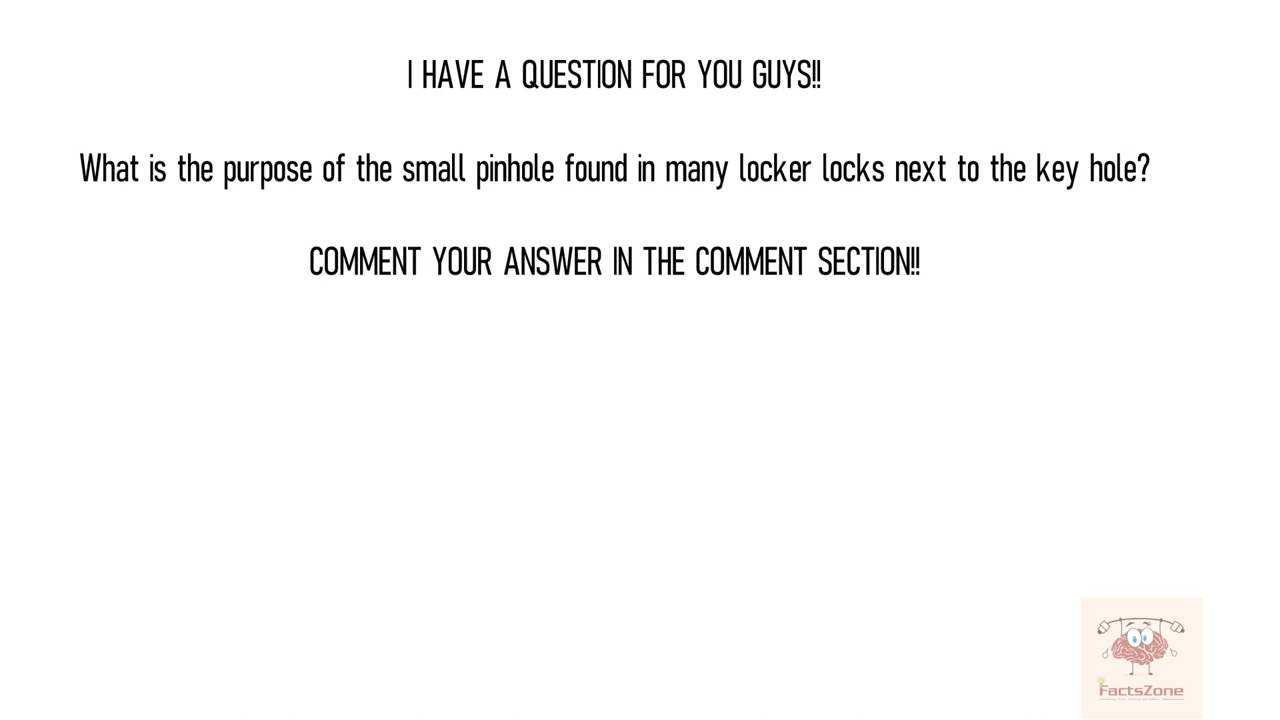 I HAVE A QUESTION FOR YOU GUYS!!
What is the purpose of the small pinhole found in many locker locks next to the key hole?
COMMENT YOUR ANSWER IN THE COMMENT SECTION!!
FactsZone